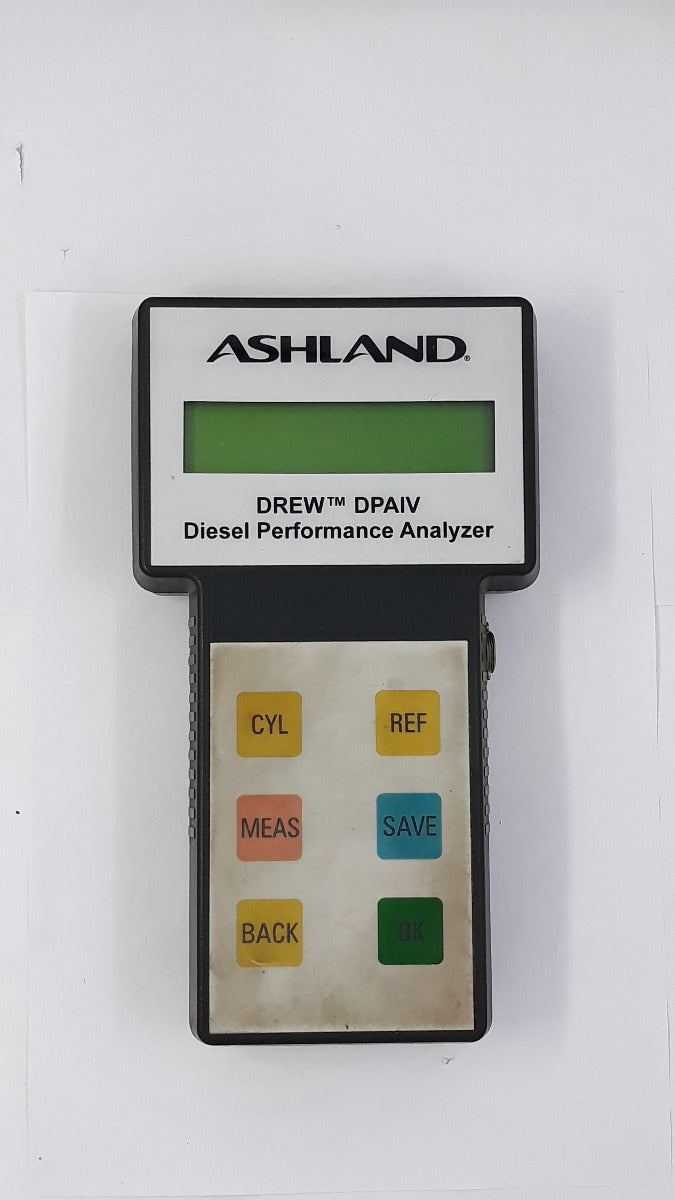 ASHLAND®
DREW™ DPAIV
Diesel Performance Analyzer
CYL REF
MEAS SAVE
BACK OK